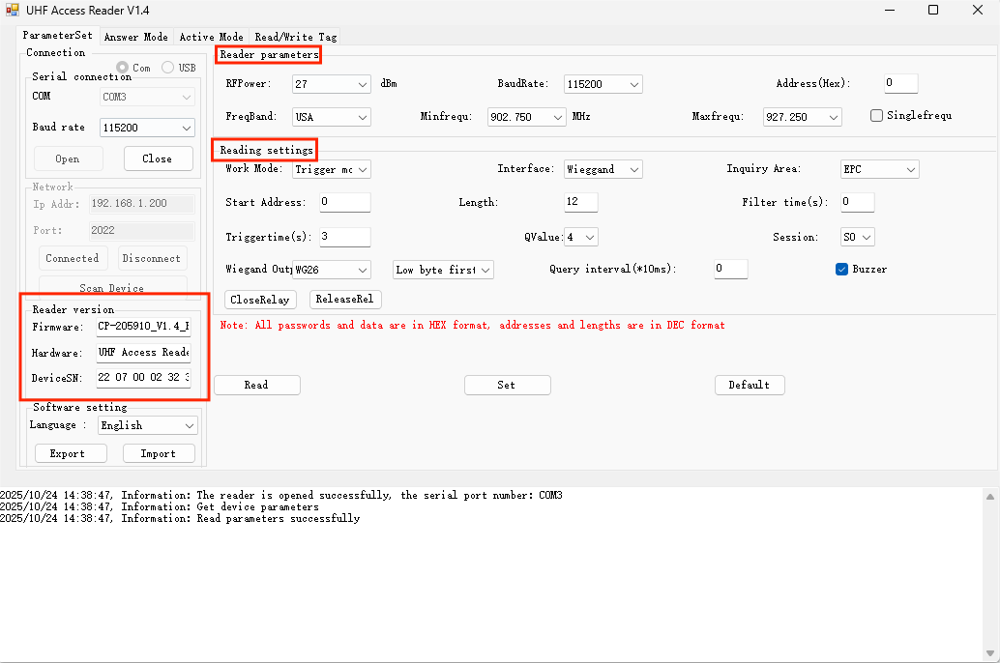 UHF Access Reader V1.4
ParameterSet Answer Mode Active Mode Read/Write Tag
Connection
Com USB
Serial connection
COM COM3
Baud rate 115200
Open Close
Network
Ip Addr: 192.168.1.200
Port: 2022
Connected Disconnect
Scan Device
Reader version
Firmware: CP-205910_V1.4_
Hardware: UHF Access Reade
DeviceSN: 22 07 00 02 32
Software setting
Language : English
Export Import
Reader parameters
RFPower: 27 dBm BaudRate: 115200 Address(Hex): 0
FreqBand: USA Minfrequ: 902.750 MHz Maxfrequ: 927.250 Singlefrequ
Reading settings
Work Mode: Trigger mo Interface: Wieggand Inquiry Area: EPC
Start Address: 0 Length: 12 Filter time(s): 0
Triggertime(s): 3 QValue: 4 Session: S0
Wiegand Outp WG26 Low byte first Query interval(*10ms): 0 Buzzer
CloseRelay ReleaseRel
Note: All passwords and data are in HEX format, addresses and lengths are in DEC format
Read Set Default
2025/10/24 14:38:47, Information: The reader is opened successfully, the serial port number: COM3
2025/10/24 14:38:47, Information: Get device parameters
2025/10/24 14:38:47, Information: Read parameters successfully